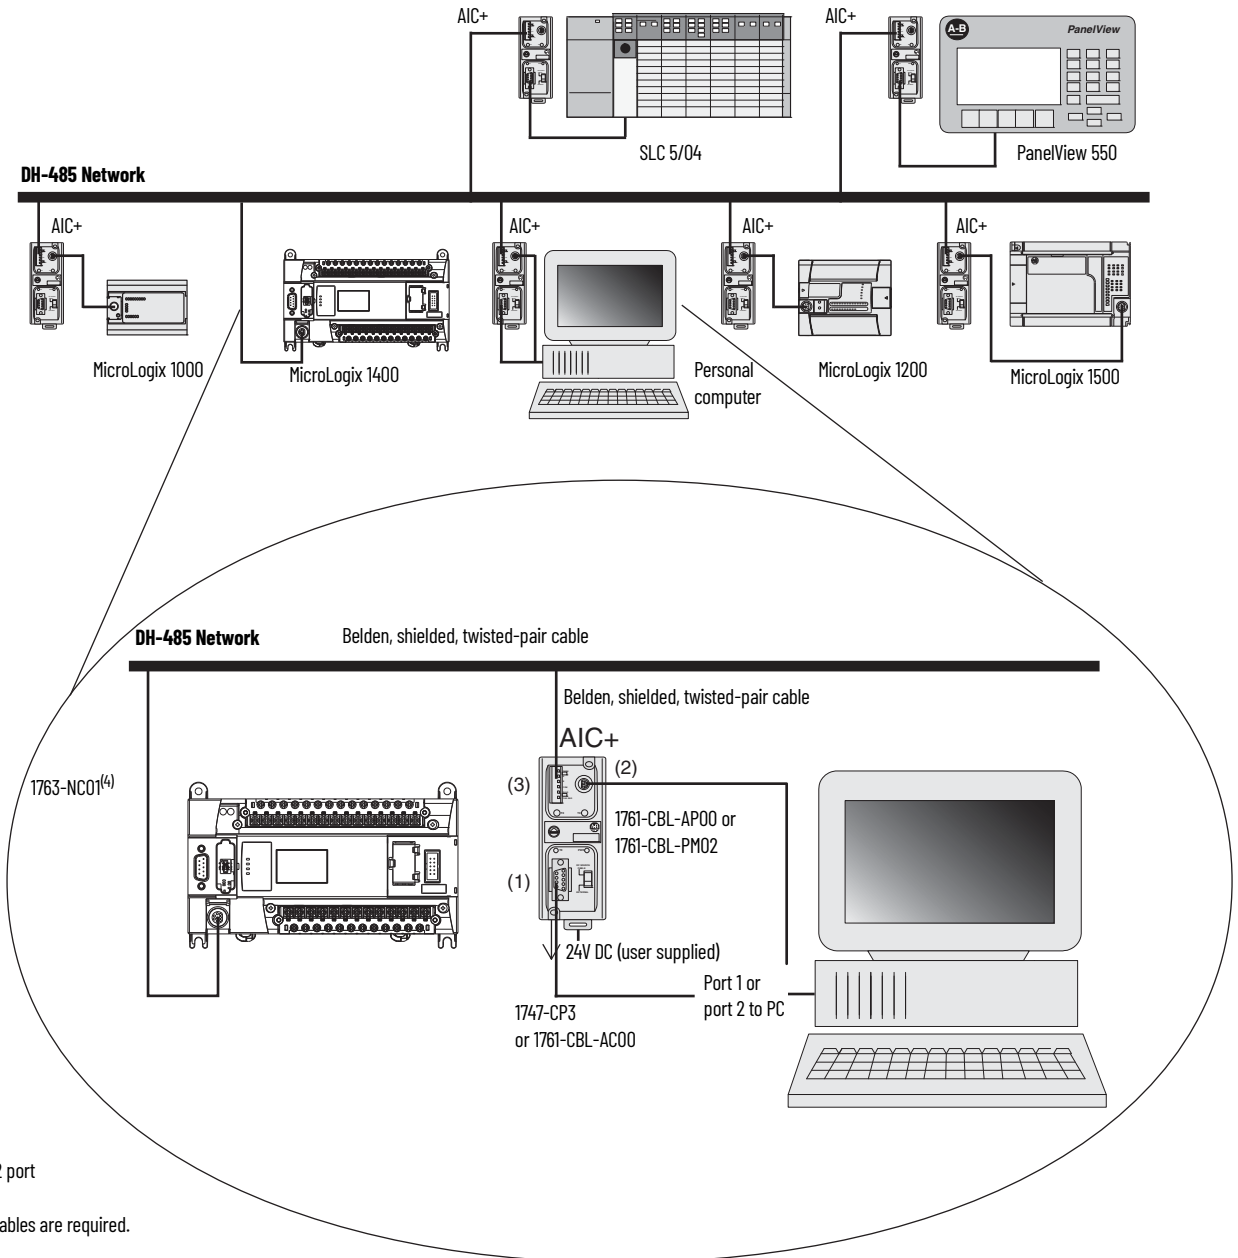 AIC+
AIC+
A-B
PanelView
SLC 5/04
PanelView 550
DH-485 Network
AIC+
AIC+
AIC+
AIC+
MicroLogix 1000
MicroLogix 1400
Personal
computer
MicroLogix 1200
MicroLogix 1500
DH-485 Network
Belden, shielded, twisted-pair cable
Belden, shielded, twisted-pair cable
AIC+
(2)
(3)
1763-NC01(4)
1761-CBL-AP00 or
1761-CBL-PM02
(1)
24V DC (user supplied)
Port 1 or
port 2 to PC
1747-CP3
or 1761-CBL-AC00
2 port
ables are required.